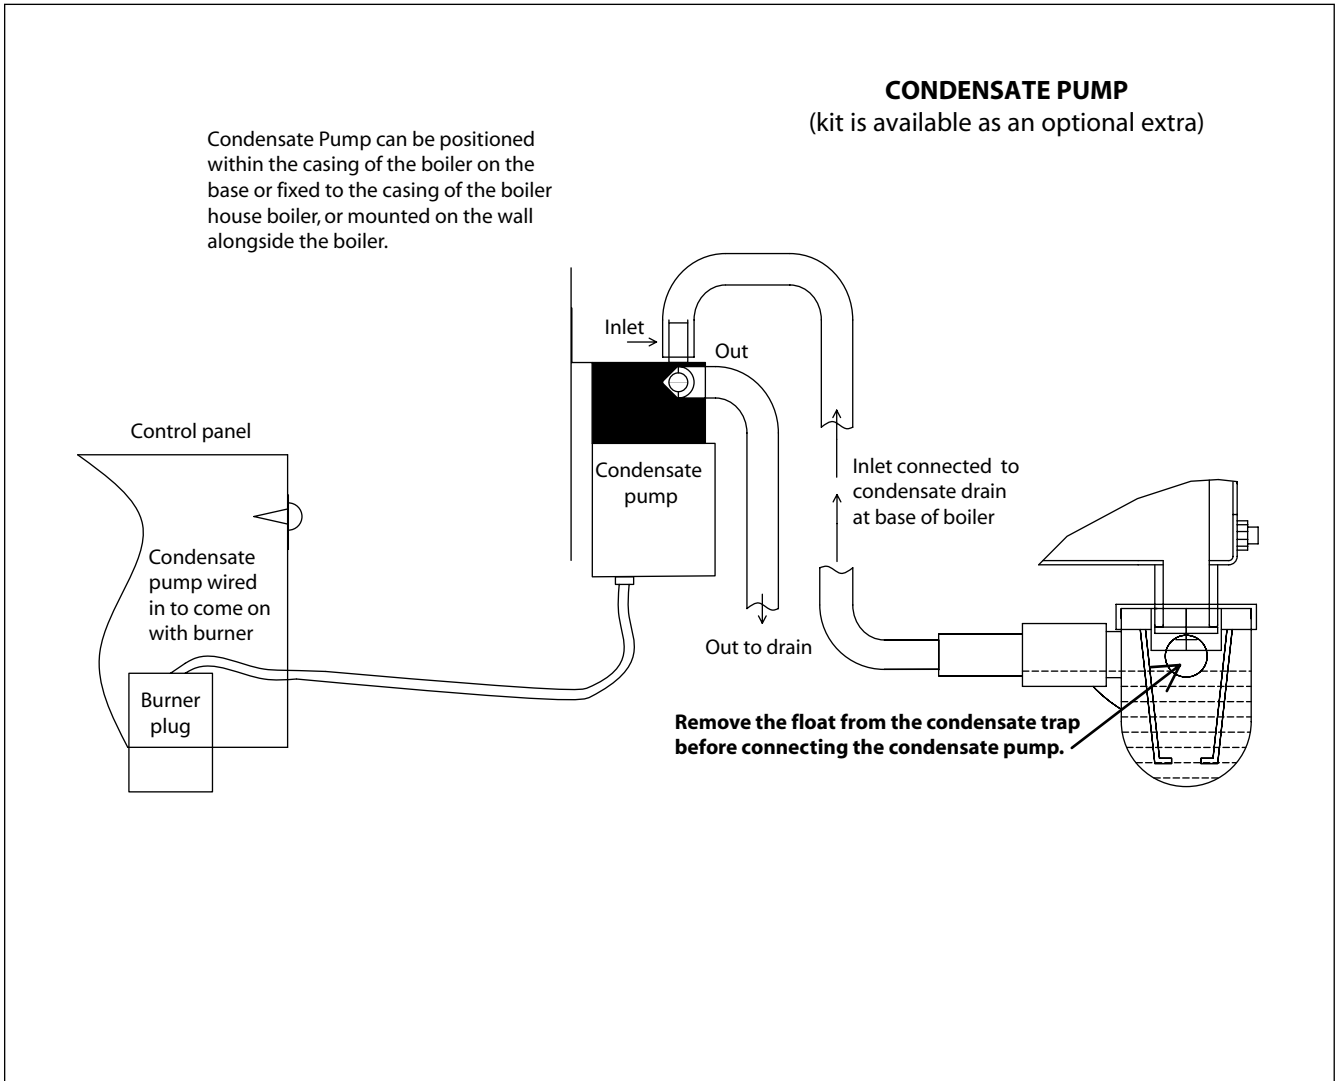 CONDENSATE PUMP
(kit is available as an optional extra)
Condensate Pump can be positioned
within the casing of the boiler on the
base or fixed to the casing of the boiler
house boiler, or mounted on the wall
alongside the boiler.
Inlet
Out
Control panel
Condensate
pump
Inlet connected to
condensate drain
at base of boiler
Condensate
pump wired
in to come on
with burner
Out to drain
Burner
plug
Remove the float from the condensate trap
before connecting the condensate pump.